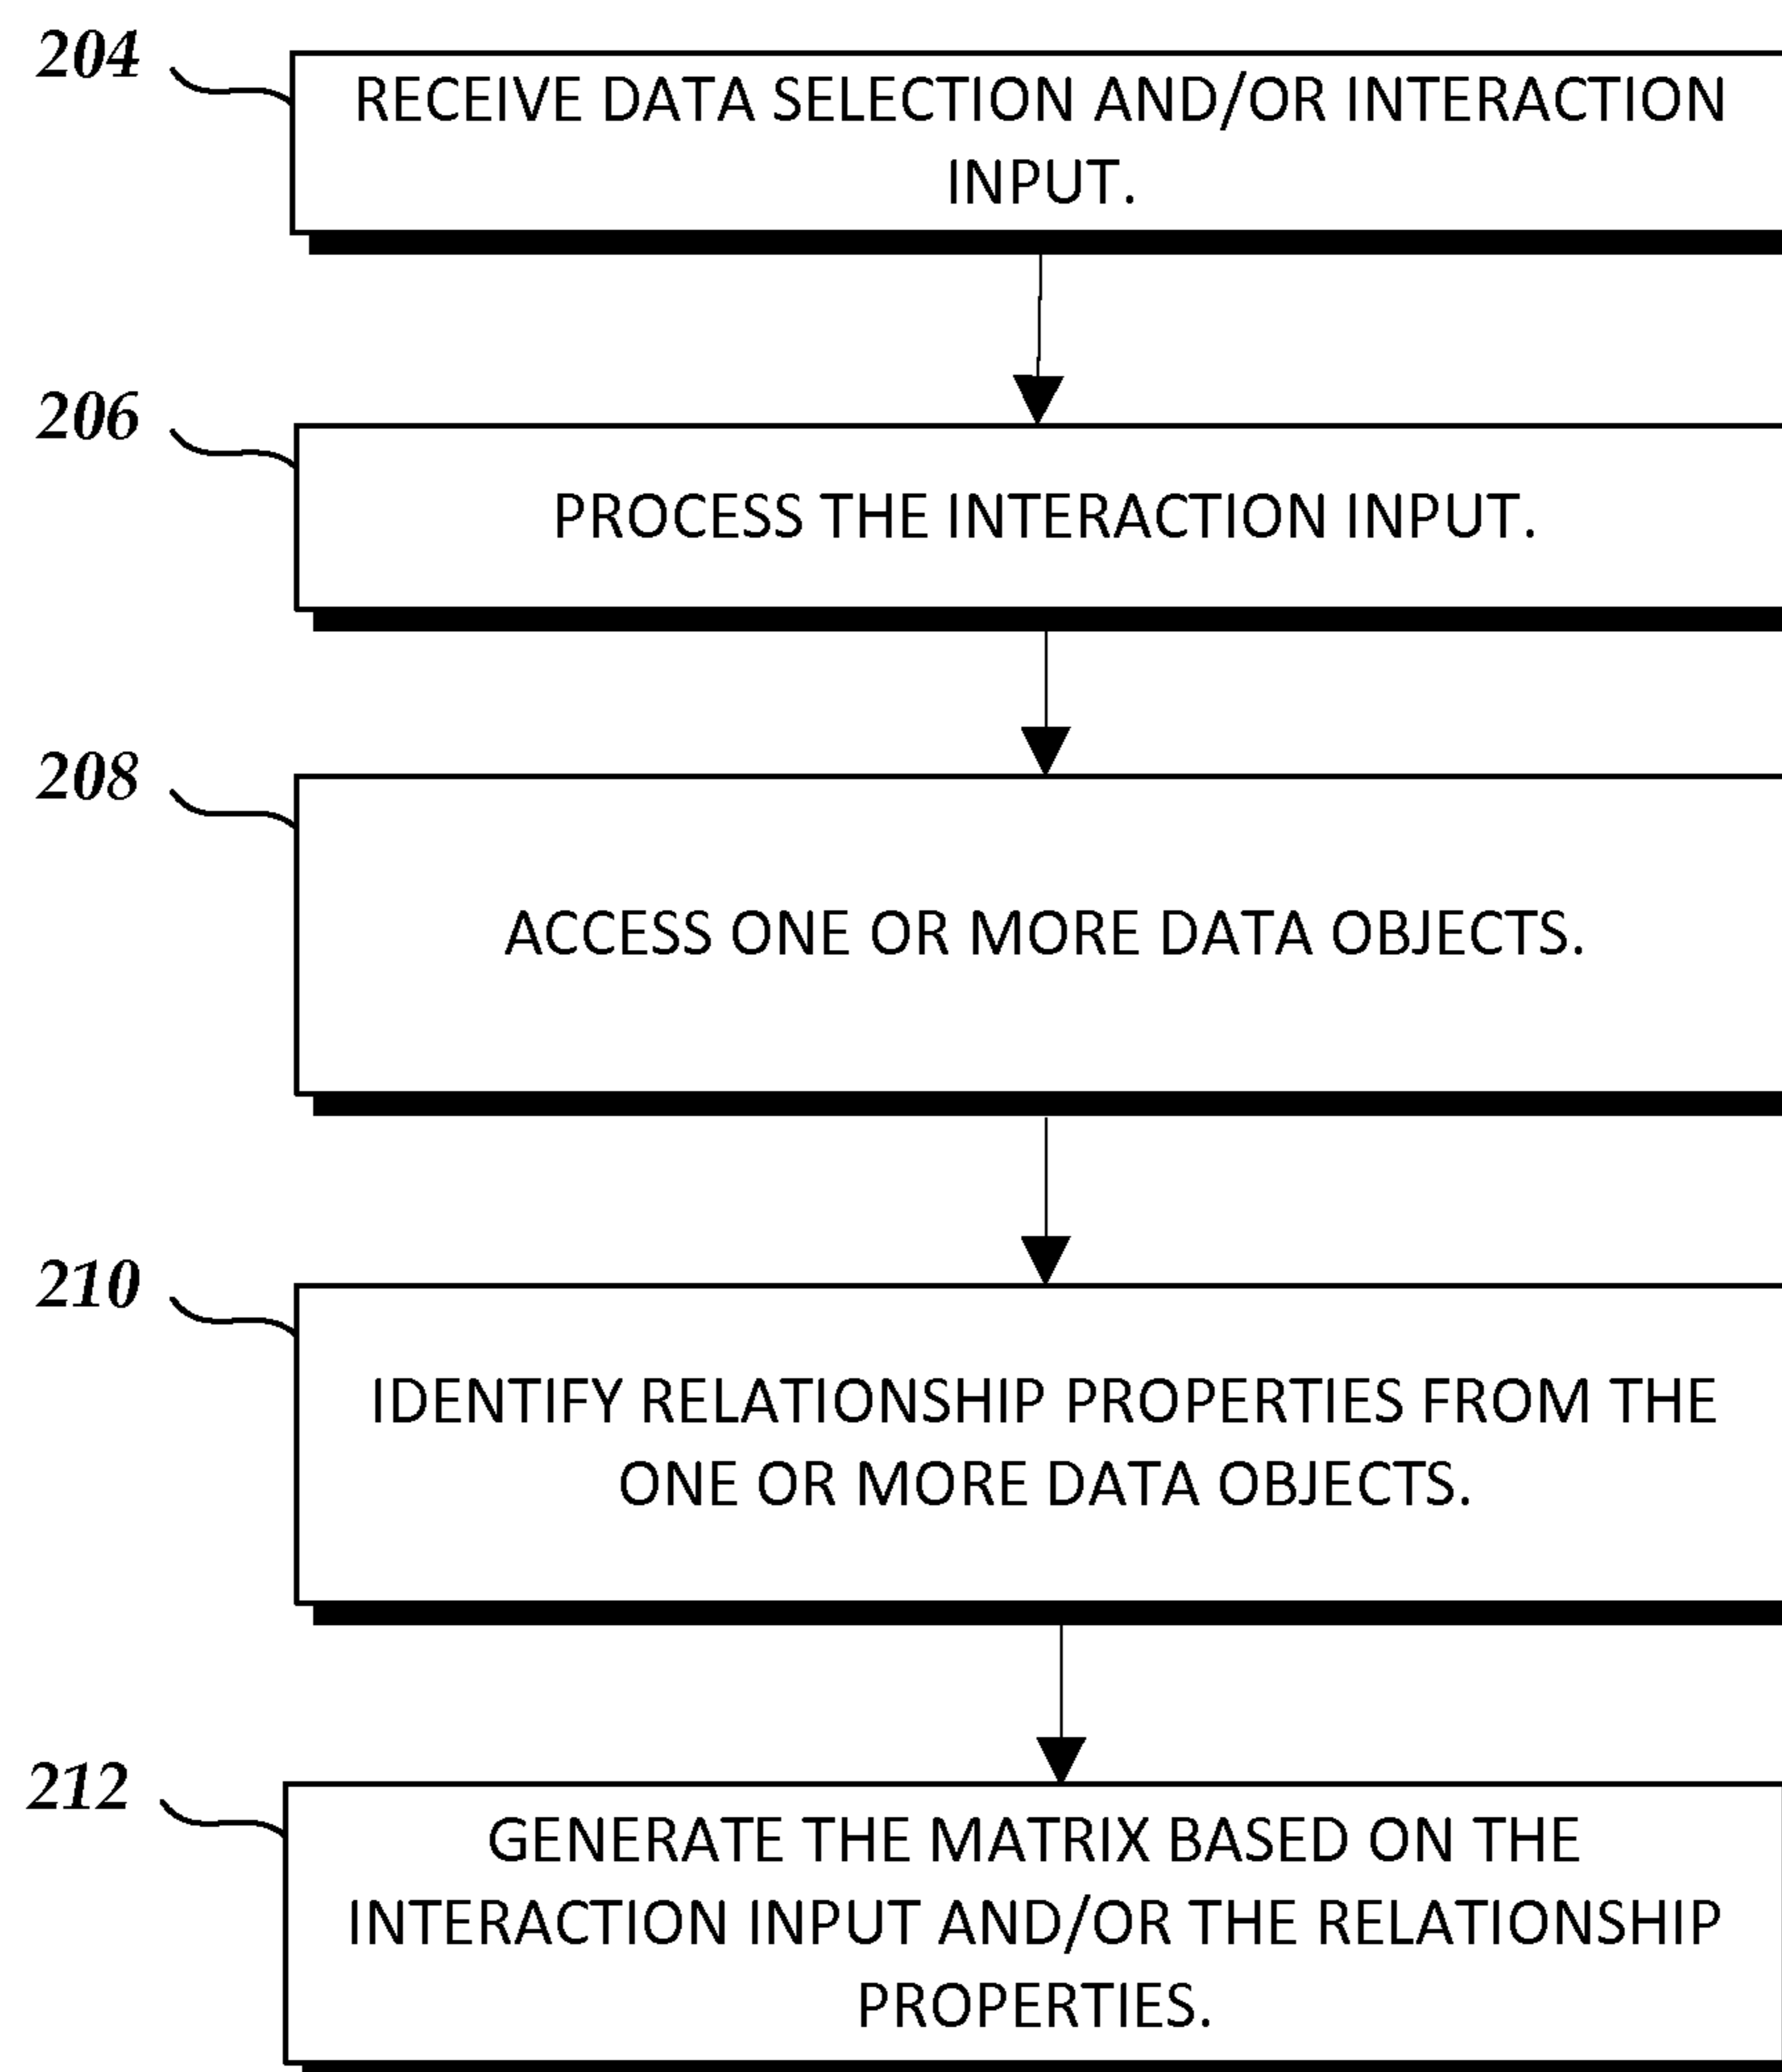 204
RECEIVE DATA SELECTION AND/OR INTERACTION
INPUT.
206
PROCESS THE INTERACTION INPUT.
208
ACCESS ONE OR MORE DATA OBJECTS.
210
IDENTIFY RELATIONSHIP PROPERTIES FROM THE
ONE OR MORE DATA OBJECTS.
212
GENERATE THE MATRIX BASED ON THE
INTERACTION INPUT AND/OR THE RELATIONSHIP
PROPERTIES.